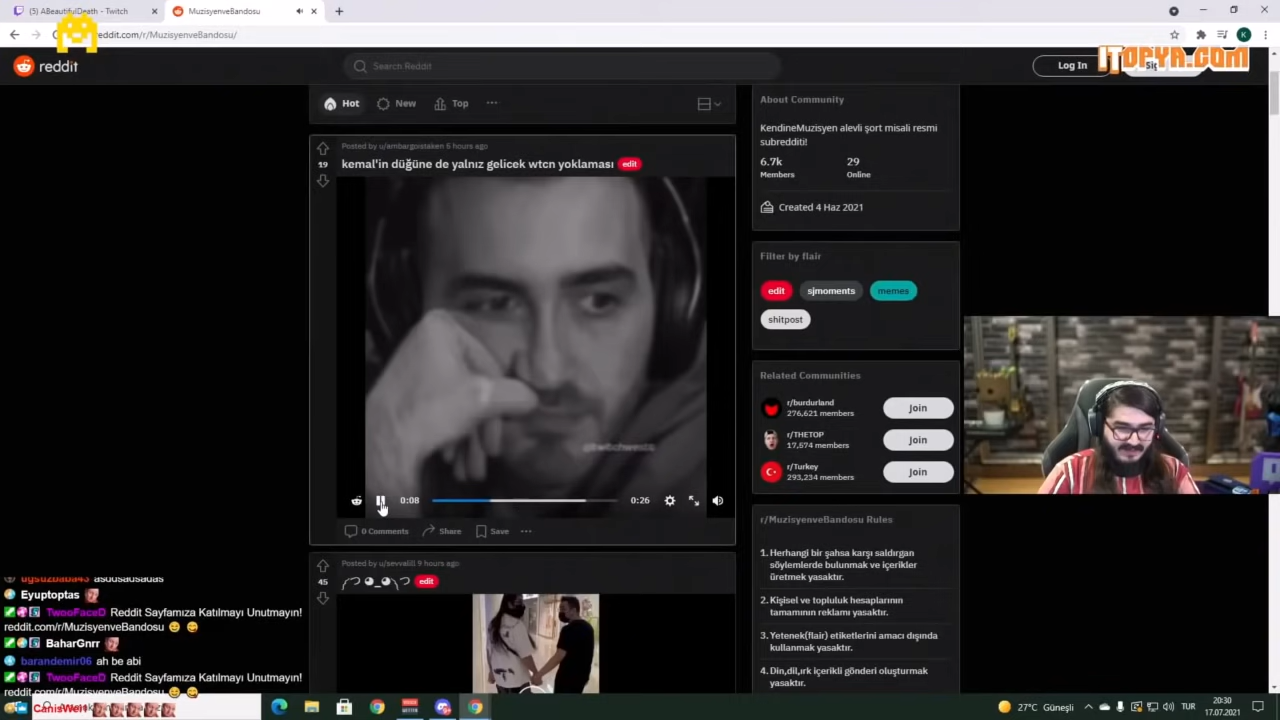 (5) ABeautifulDeath - Twitch
MuzisyenveBandosu
reddit.com/r/MuzisyenveBandosu/
K
reddit
Search Reddit
Log In
iTOPYA.COM
Hot
New
Top
About Community
KendineMuzisyen alevli şort misali resmi
subredditi!
6.7k
29
Members
Online
Created 4 Haz 2021
Posted by u/ambargoıstaken 6 hours ago
19
kemal'in düğüne de yalnız gelicek wtcn yoklaması
edit
@twitchwents
0:08
0:26
0 Comments
Share
Save
Filter by flair
edit
sjmoments
memes
shitpost
Related Communities
r/burdurland
276,621 members
Join
r/THETOP
17,574 members
Join
r/Turkey
293,234 members
Join
Posted by u/sevvalill 9 hours ago
45
edit
r/MuzisyenveBandosu Rules
1. Herhangi bir şahsa karşı saldırgan
söylemlerde bulunmak ve içerikler
üretmek yasaktır.
2. Kişisel ve topluluk hesaplarının
tamamının reklamı yasaktır.
3. Yetenek(flair) etiketlerini amacı dışında
kullanmak yasaktır.
4. Din,dil,ırk içerikli gönderi oluşturmak
yasaktır.
Eyuptoptas
TwooFaceD Reddit Sayfamıza Katılmayı Unutmayın!
reddit.com/r/MuzisyenveBandosu
BaharGnrr
barandemir06 ah be abi
TwooFaceD Reddit Sayfamıza Katılmayı Unutmayın!
reddit.com/r/MuzisyenveBandosu
CanisWel1
27°C Güneşli
TUR
20:30
17.07.2021